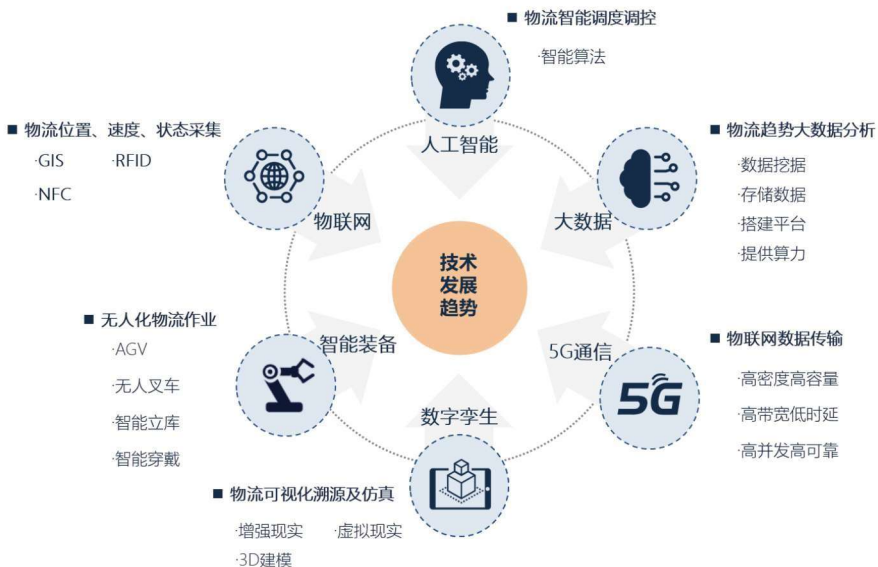 ■ 物流智能调度调控
·智能算法
人工智能
■ 物流位置、速度、状态采集
·GIS ·RFID
·NFC
物联网
■ 物流趋势大数据分析
·数据挖据
·存储数据
·搭建平台
·提供算力
大数据
技术
发展
趋势
■ 无人化物流作业
·AGV
·无人叉车
·智能立库
·智能穿戴
智能装备
5G通信
5G
■ 物联网数据传输
·高密度高容量
·高带宽低时延
·高并发高可靠
数字孪生
■ 物流可视化溯源及仿真
·增强现实 ·虚拟现实
·3D建模